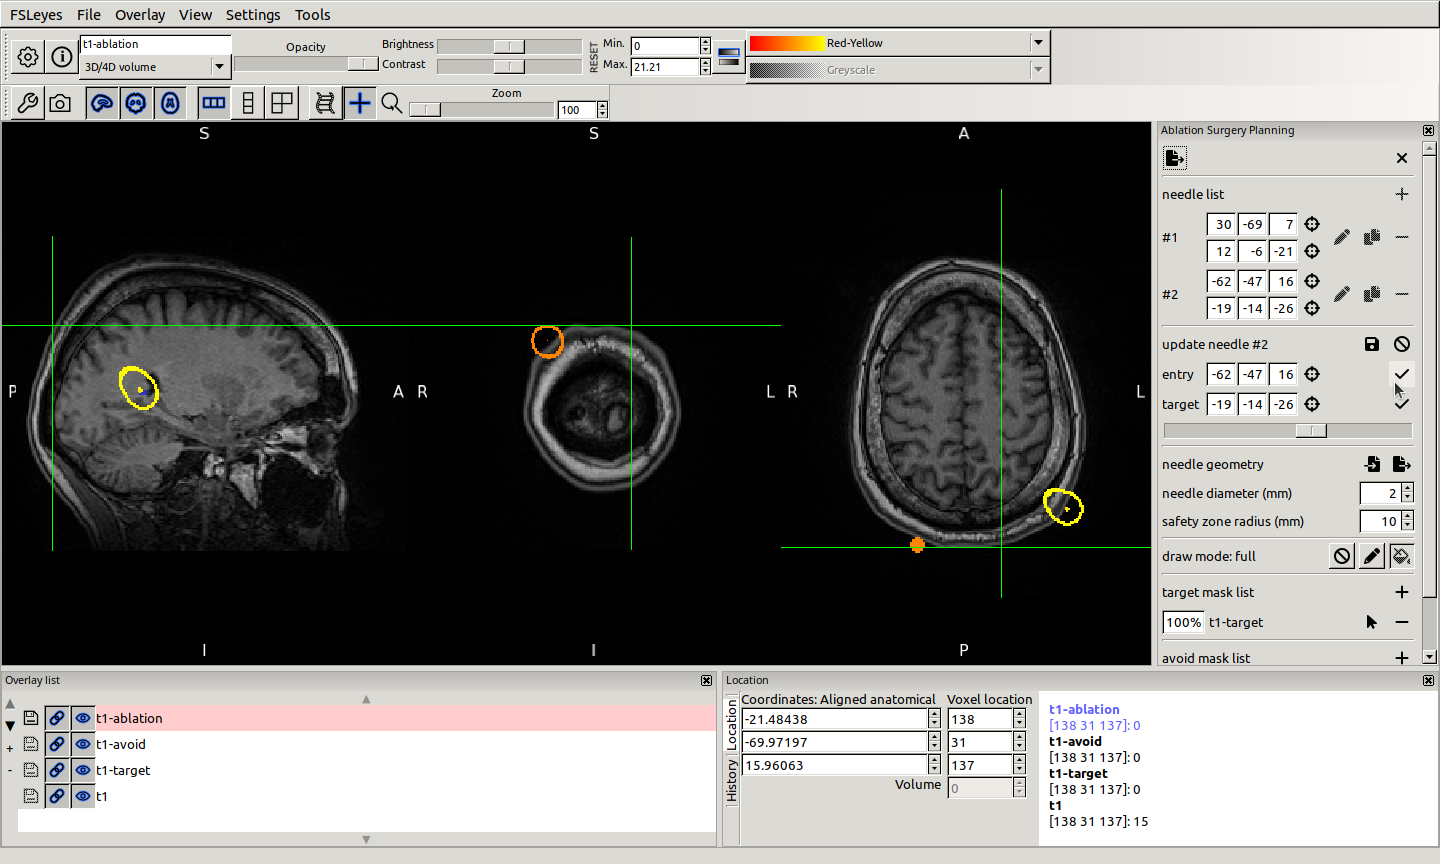 FSLeyes File Overlay View Settings Tools
t1-ablation
3D/4D volume
Opacity
Brightness
Contrast
RESET
Min. 0
Max. 21.21
Red-Yellow
Greyscale
Zoom
100
S S A
P A R L R L
I I P
Ablation Surgery Planning
needle list
#1
30 -69 7
12 -6 -21
#2
-62 -47 16
-19 -14 -26
update needle #2
entry -62 -47 16
target -19 -14 -26
needle geometry
needle diameter (mm) 2
safety zone radius (mm) 10
draw mode: full
target mask list
100% t1-target
avoid mask list
Overlay list
t1-ablation
t1-avoid
t1-target
t1
Location
Location
History
Coordinates: Aligned anatomical Voxel location
-21.48438 138
-69.97197 31
15.96063 137
Volume 0
t1-ablation
[138 31 137]: 0
t1-avoid
[138 31 137]: 0
t1-target
[138 31 137]: 0
t1
[138 31 137]: 15